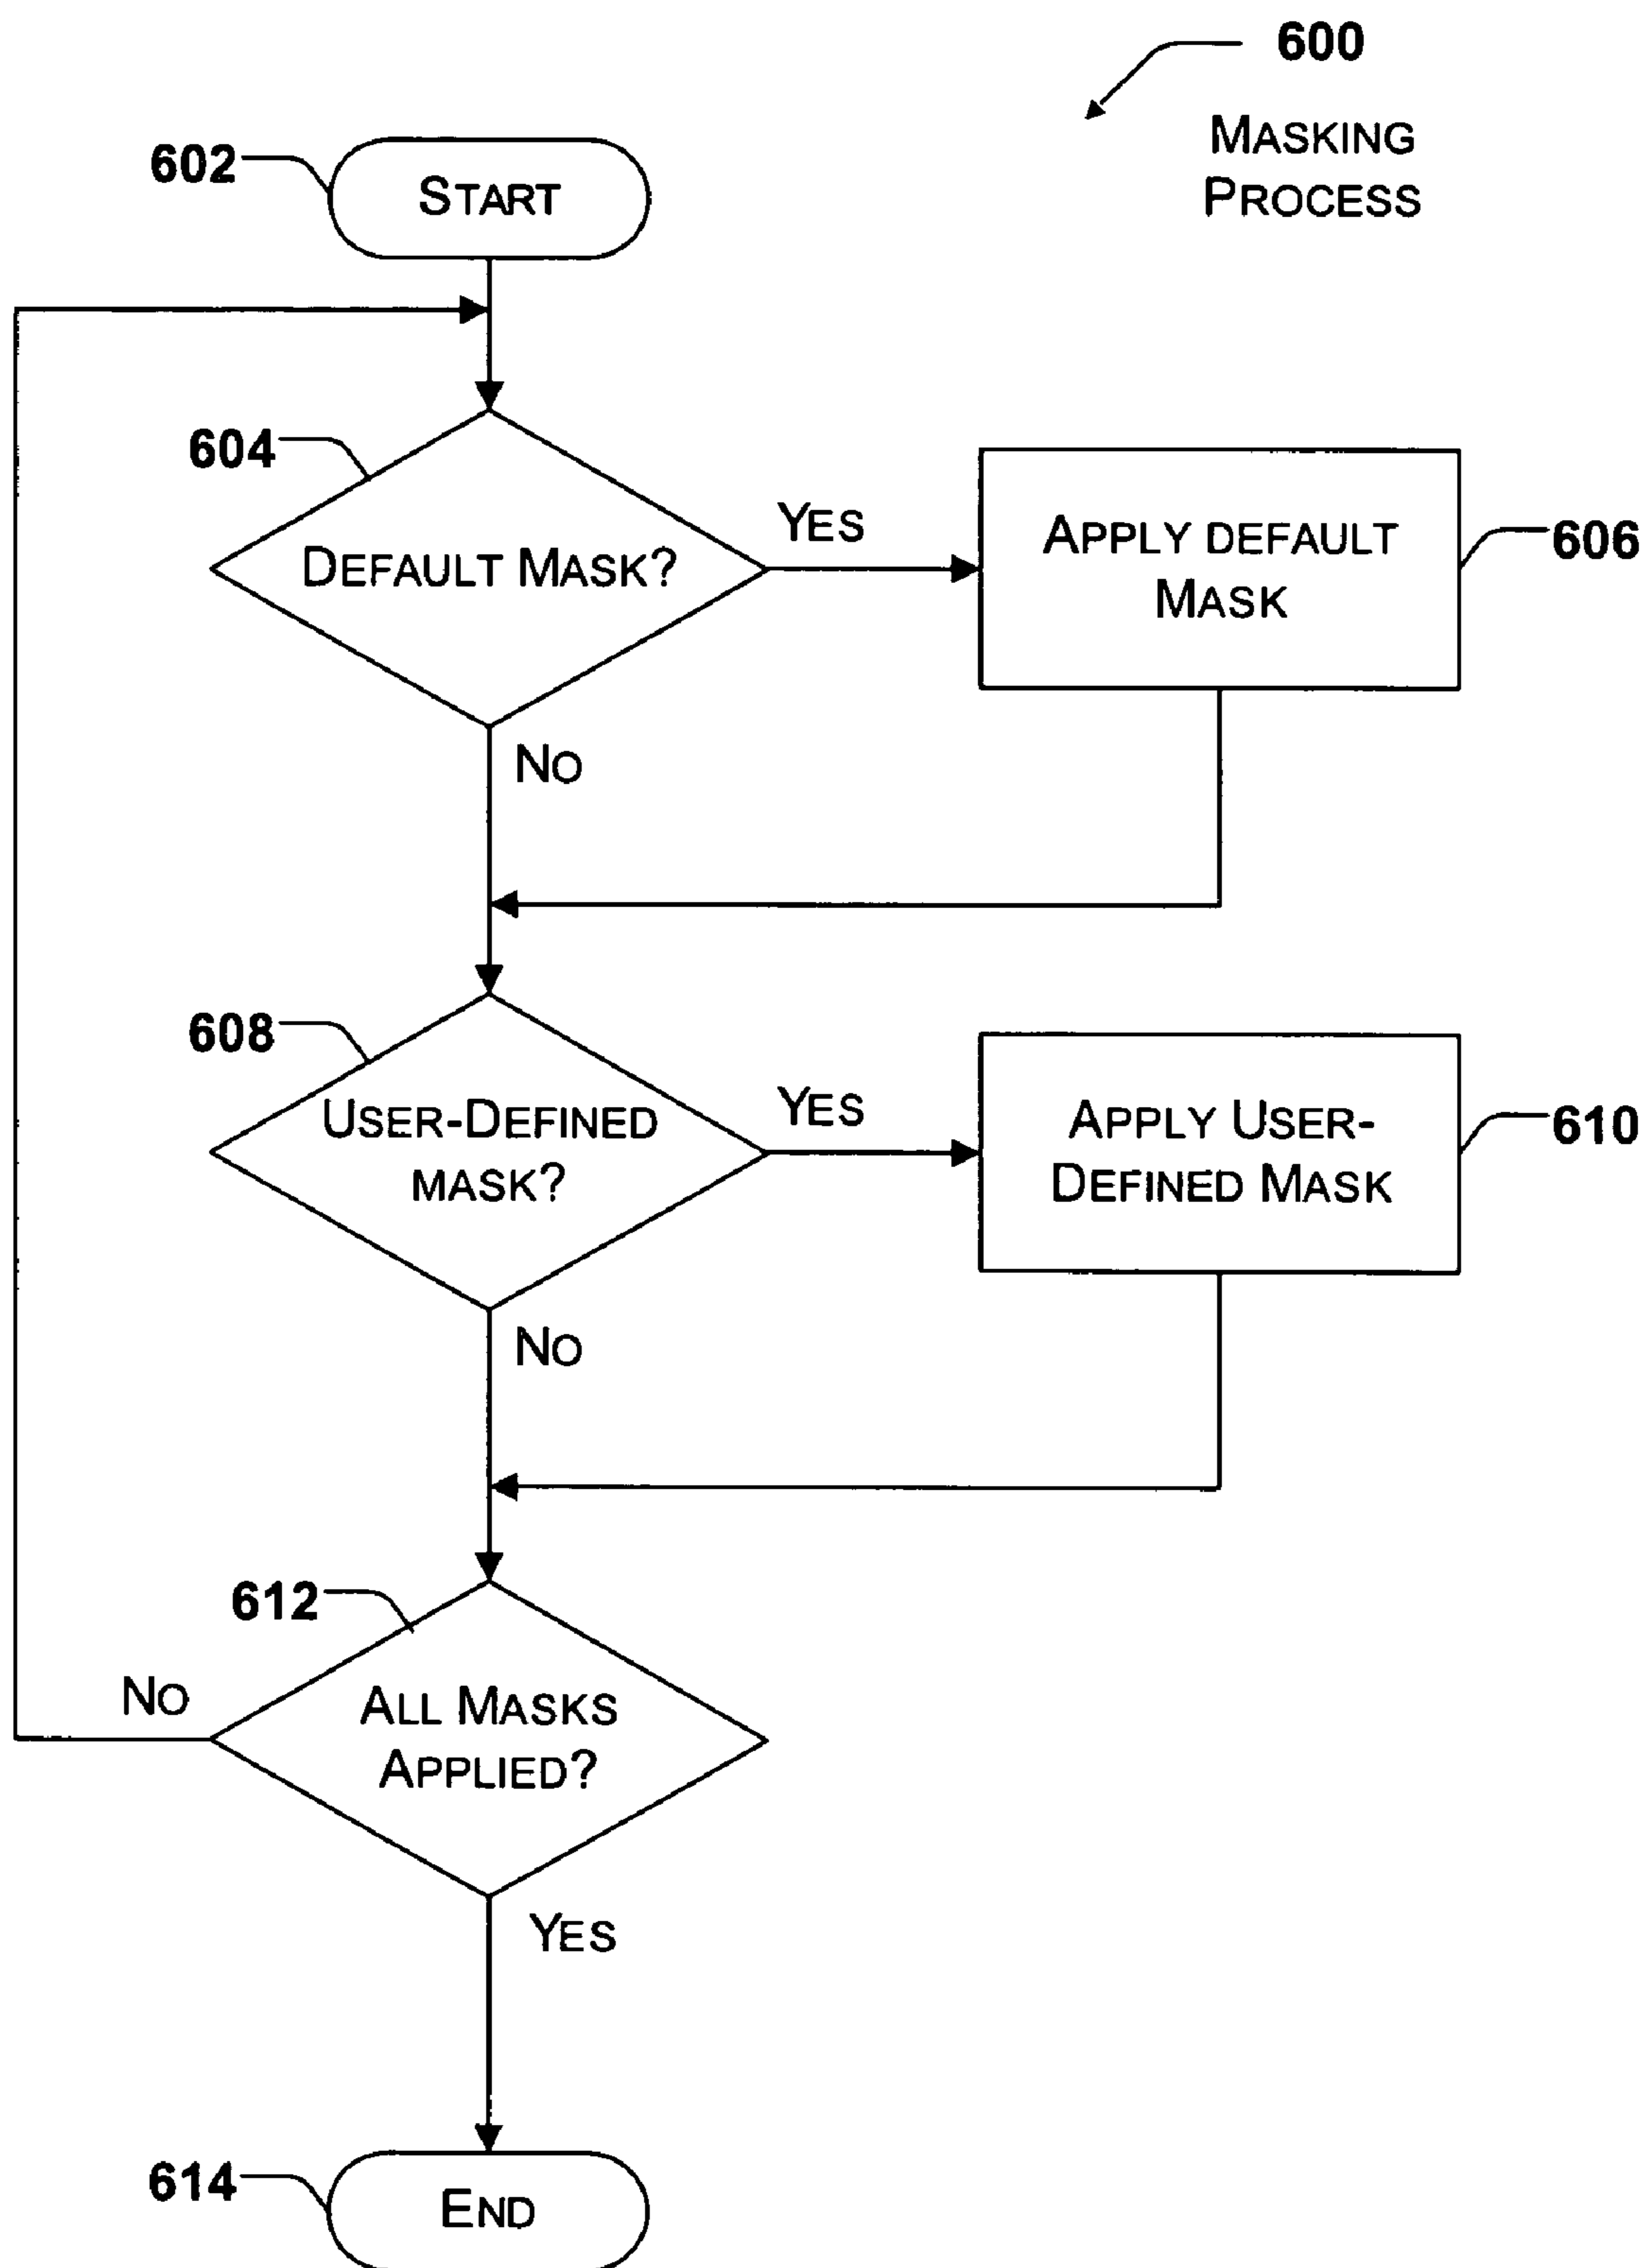 600
MASKING
PROCESS
602
START
604
DEFAULT MASK?
YES
APPLY DEFAULT
MASK
606
NO
608
USER-DEFINED
MASK?
YES
APPLY USER-
DEFINED MASK
610
NO
612
NO
ALL MASKS
APPLIED?
YES
614
END